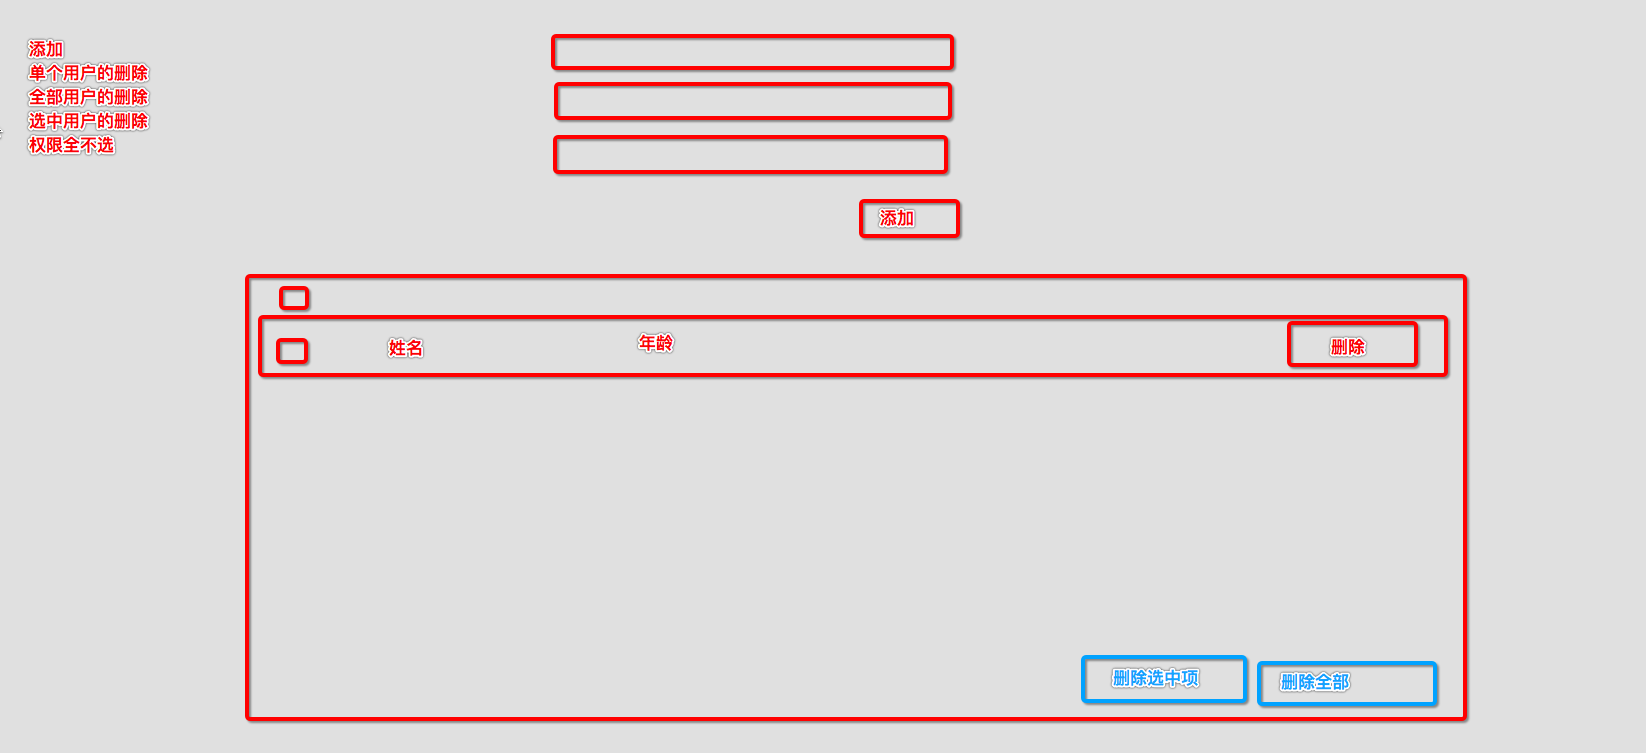 添加
单个用户的删除
全部用户的删除
选中用户的删除
权限全不选
添加
姓名
年龄
删除
删除选中项
删除全部